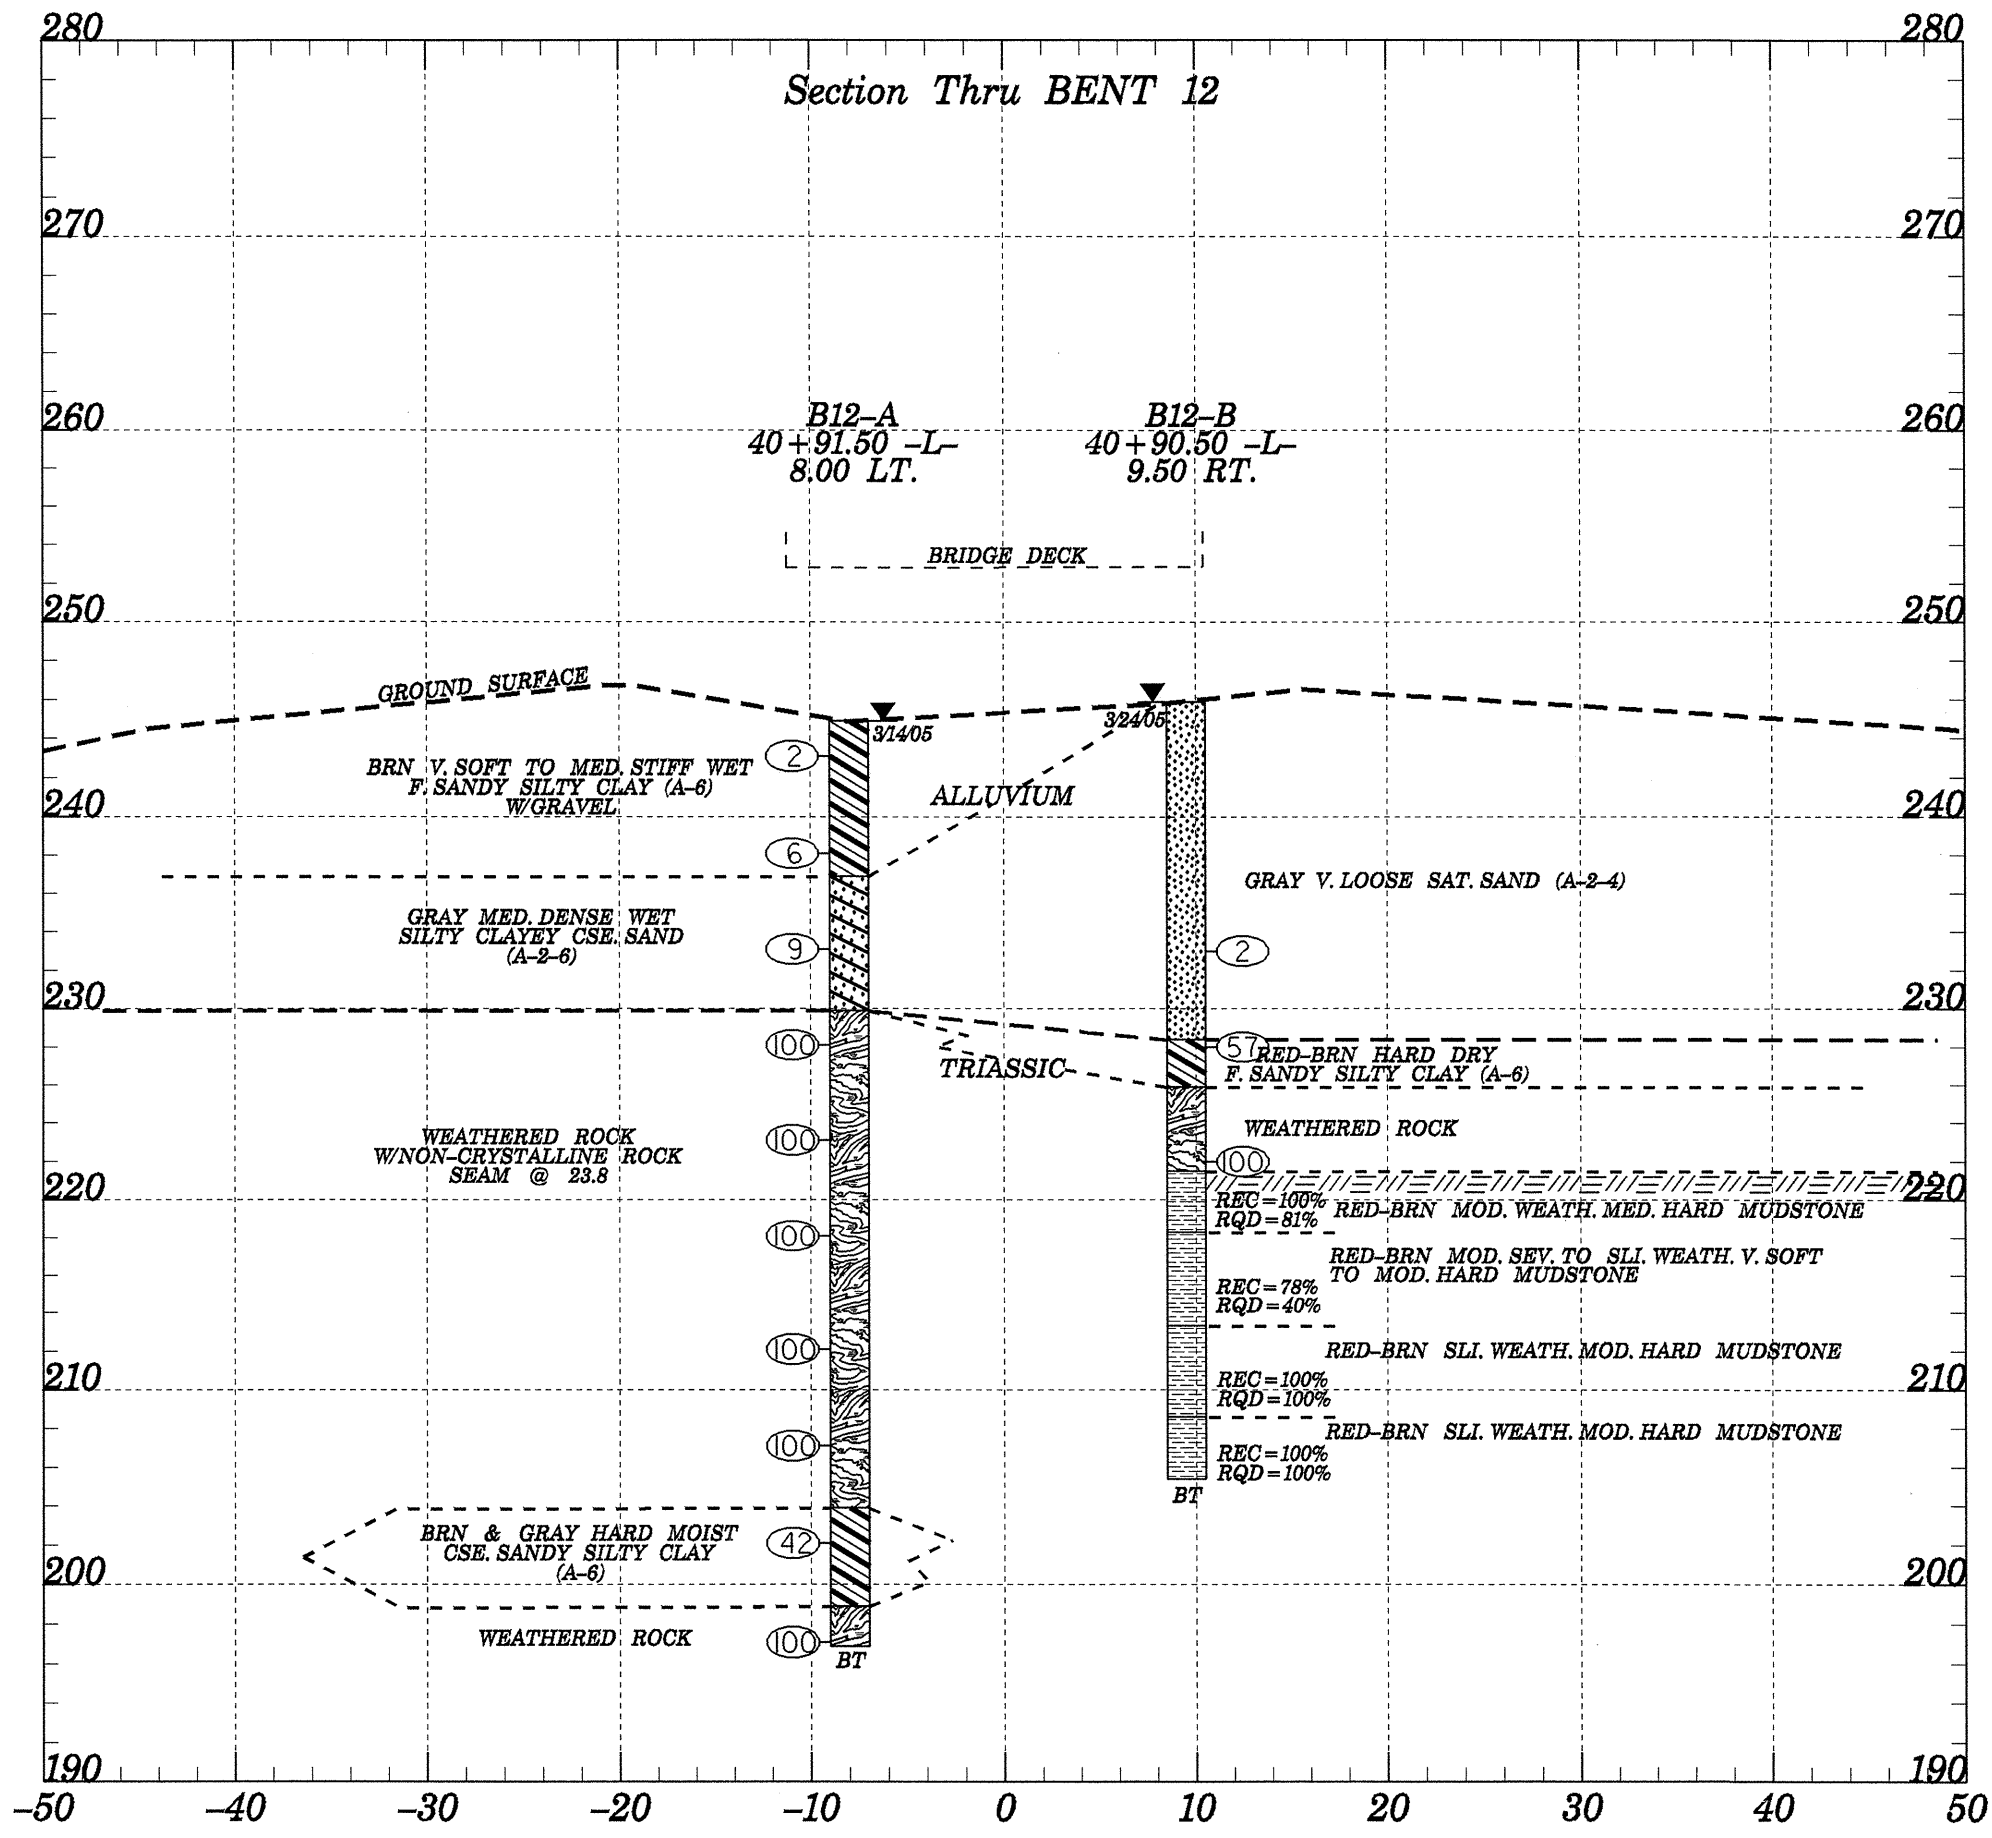 280 280
Section Thru BENT 12
270 270
260 260
B12-A
40+91.50 -L-
8.00 LT.
B12-B
40+90.50 -L-
9.50 RT.
BRIDGE DECK
250 250
GROUND SURFACE
3/14/05
3/24/05
2
BRN V. SOFT TO MED. STIFF WET
F. SANDY SILTY CLAY (A-6)
W/GRAVEL
ALLUVIUM
240 240
6
GRAY V. LOOSE SAT. SAND (A-2-4)
GRAY MED. DENSE WET
SILTY CLAYEY CSE. SAND
(A-2-6)
9
2
230 230
100
57
RED-BRN HARD DRY
F. SANDY SILTY CLAY (A-6)
TRIASSIC
WEATHERED ROCK
W/NON-CRYSTALLINE ROCK
SEAM @ 23.8
100
WEATHERED ROCK
100
220 220
REC=100%
RQD=81%
RED-BRN MOD. WEATH. MED. HARD MUDSTONE
100
RED-BRN MOD. SEV. TO SLI. WEATH. V. SOFT
TO MOD. HARD MUDSTONE
REC=78%
RQD=40%
100
RED-BRN SLI. WEATH. MOD. HARD MUDSTONE
REC=100%
RQD=100%
210 210
RED-BRN SLI. WEATH. MOD. HARD MUDSTONE
100
REC=100%
RQD=100%
BT
BRN & GRAY HARD MOIST
CSE. SANDY SILTY CLAY
(A-6)
42
200 200
WEATHERED ROCK
100
BT
190 190
-50 -40 -30 -20 -10 0 10 20 30 40 50